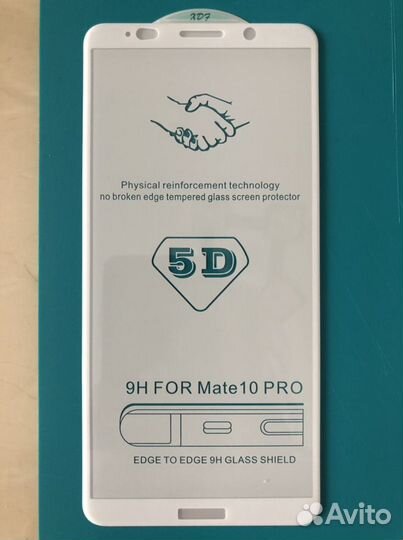 XDF
Physical reinforcement technology
no broken edge tempered glass screen protector
5D
9H FOR Mate10 PRO
EDGE TO EDGE 9H GLASS SHIELD
Avito